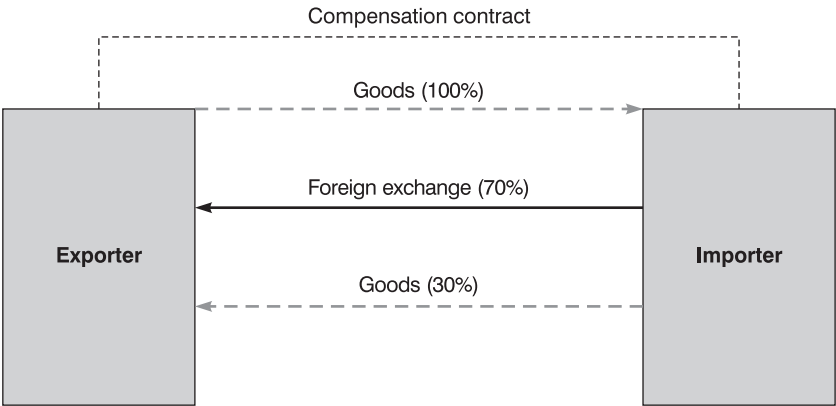 Compensation contract
Goods (100%)
Foreign exchange (70%)
Exporter
Importer
Goods (30%)